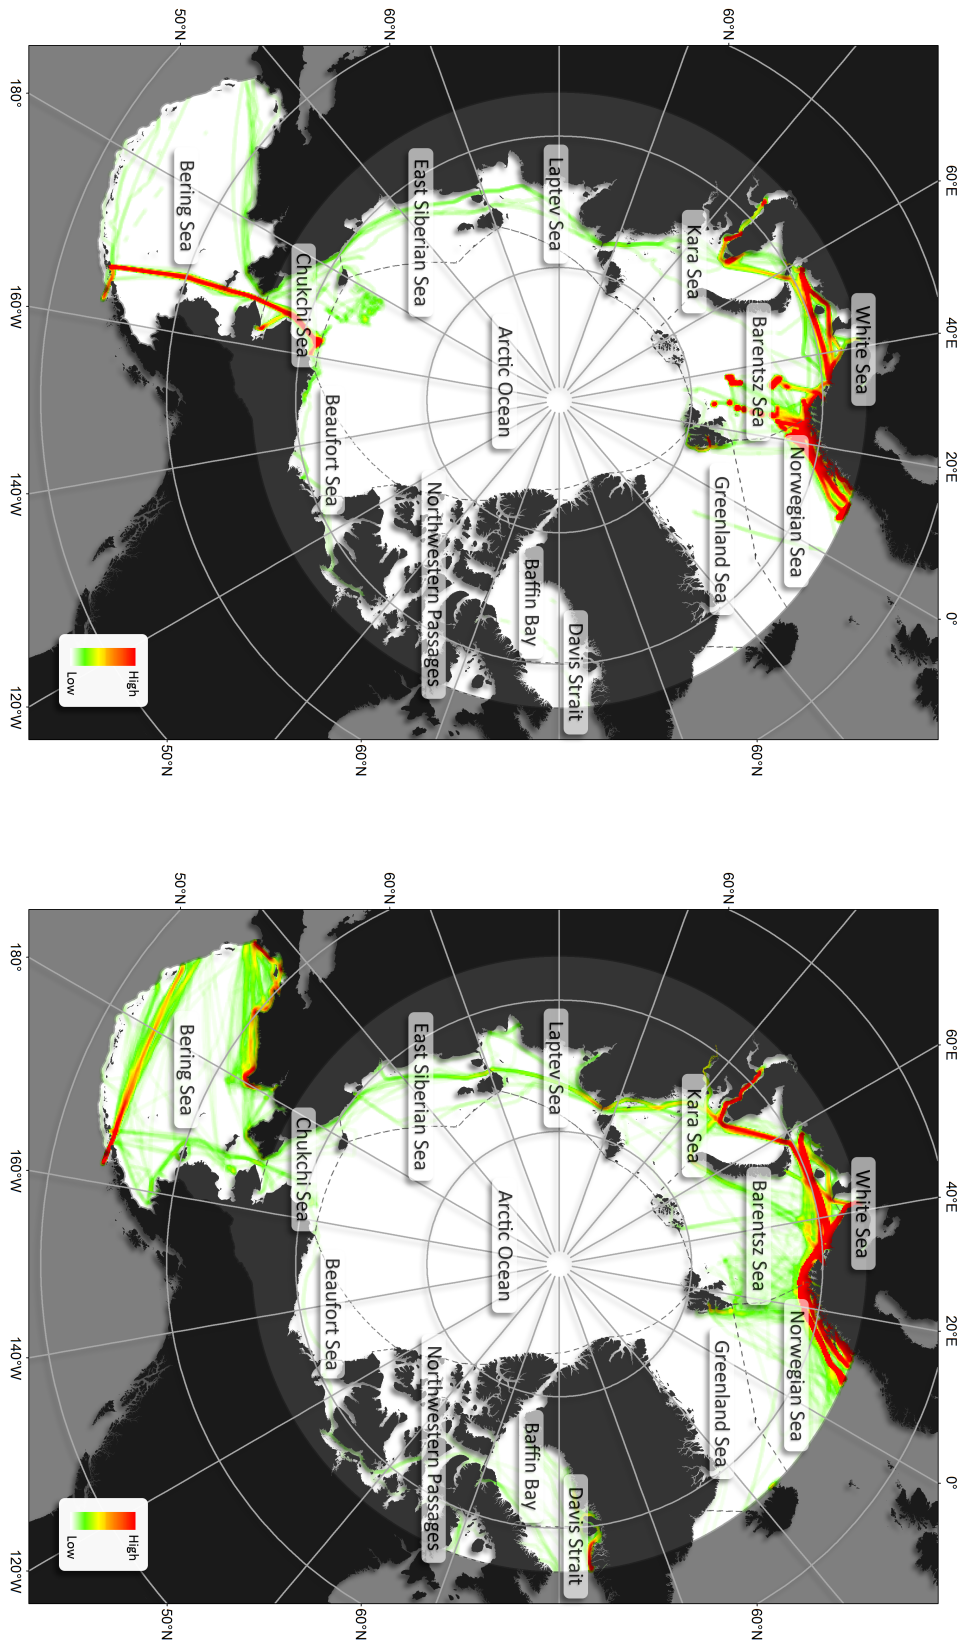 60°E
40°E
20°E
0°
White Sea
Norwegian Sea
Barentsz Sea
60°N
60°N
Greenland Sea
Kara Sea
Davis Strait
Laptev Sea
Baffin Bay
Arctic Ocean
Northwestern Passages
East Siberian Sea
60°N
60°N
Beaufort Sea
Chukchi Sea
Bering Sea
50°N
50°N
High
Low
180°
160°W
140°W
120°W
60°E
40°E
20°E
0°
White Sea
Norwegian Sea
Barentsz Sea
60°N
60°N
Greenland Sea
Kara Sea
Davis Strait
Laptev Sea
Baffin Bay
Arctic Ocean
Northwestern Passages
East Siberian Sea
60°N
60°N
Beaufort Sea
Chukchi Sea
Bering Sea
50°N
50°N
High
Low
180°
160°W
140°W
120°W